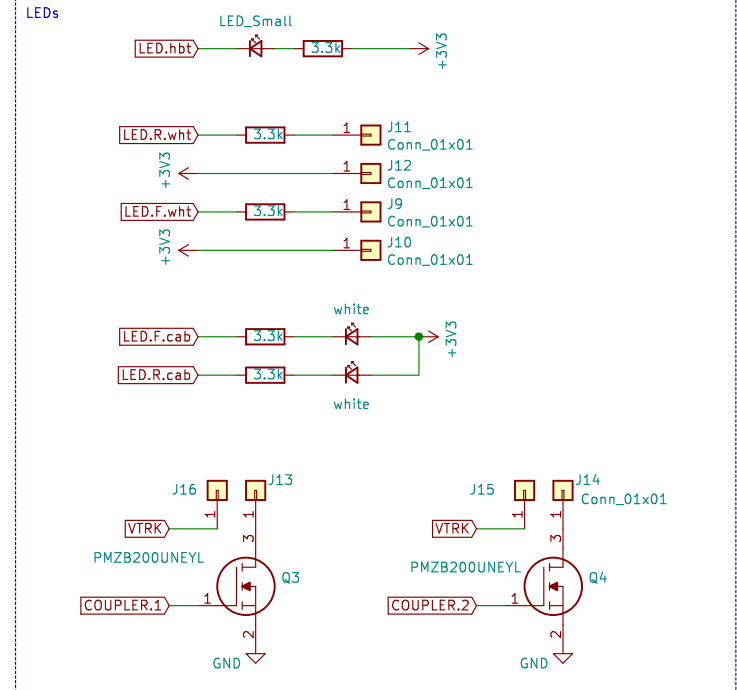 LEDs
LED_Small
LED.hbt
3.3k
+3V3
LED.R.wht
3.3k
1
J11
Conn_01x01
+3V3
1
J12
Conn_01x01
LED.F.wht
3.3k
1
J9
Conn_01x01
+3V3
1
J10
Conn_01x01
white
LED.F.cab
3.3k
+3V3
LED.R.cab
3.3k
white
J16
J13
1
1
VTRK
3
PMZB200UNEYL
Q3
COUPLER.1
1
2
GND
J15
J14
Conn_01x01
1
1
VTRK
3
PMZB200UNEYL
Q4
COUPLER.2
1
2
GND